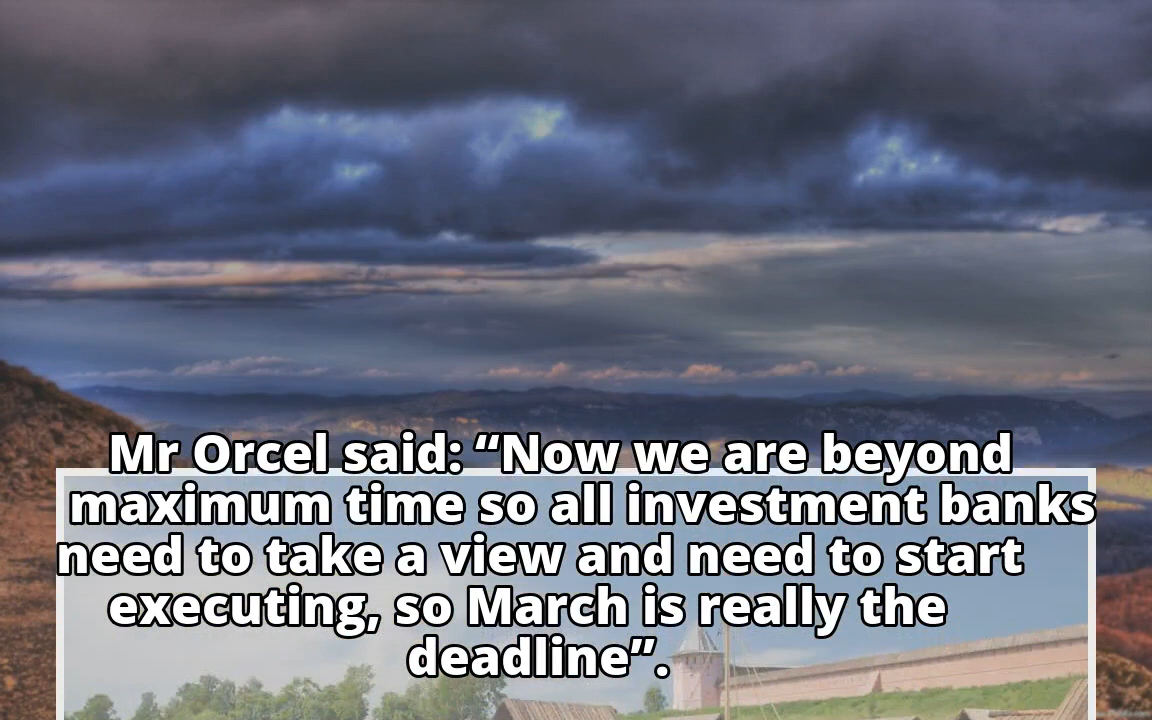 Mr Orcel said: “Now we are beyond
maximum time so all investment banks
need to take a view and need to start
executing, so March is really the
deadline”.